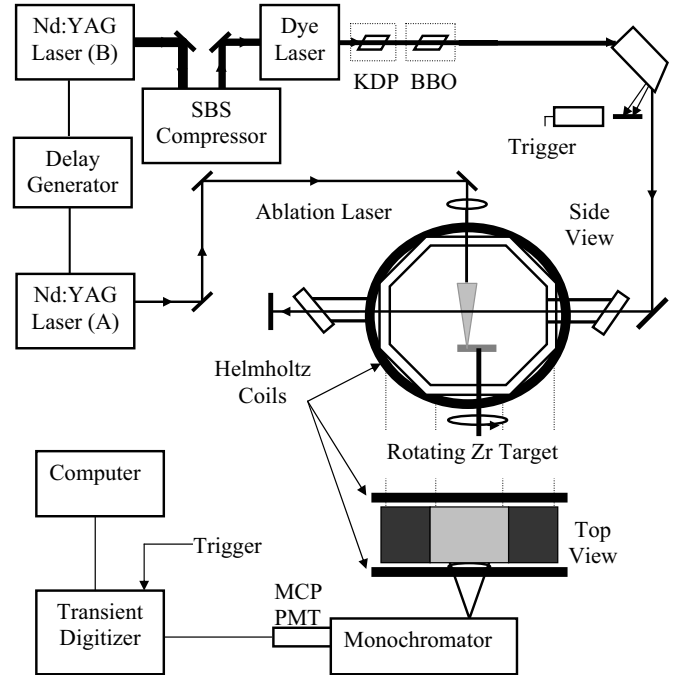 Nd:YAG
Laser (B)
Dye
Laser
KDP
BBO
SBS
Compressor
Trigger
Delay
Generator
Ablation Laser
Side
View
Nd:YAG
Laser (A)
Helmholtz
Coils
Rotating Zr Target
Computer
Top
View
Trigger
MCP
PMT
Transient
Digitizer
Monochromator